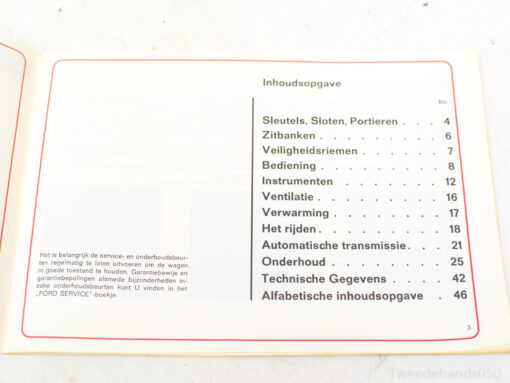 Inhoudsopgave
Blz.
Sleutels, Sloten, Portieren . . . 4
Zitbanken . . . . . . . . 6
Veiligheidsriemen . . . . . 7
Bediening . . . . . . . . 8
Instrumenten . . . . . . 12
Ventilatie . . . . . . . 16
Verwarming . . . . . . 17
Het rijden . . . . . . . 18
Automatische transmissie . . 21
Onderhoud . . . . . . 25
Technische Gegevens . . . 42
Alfabetische inhoudsopgave . 46
Het is belangrijk de service- en onderhoudsbeur-
ten regelmatig te laten uitvoeren om de wagen
in goede toestand te houden. Garantiebewijs en
garantiebepalingen alsmede bijzonderheden in-
zake onderhoudsbeurten kunt U vinden in het
„FORD SERVICE"-boekje.
3
Tweedehands050